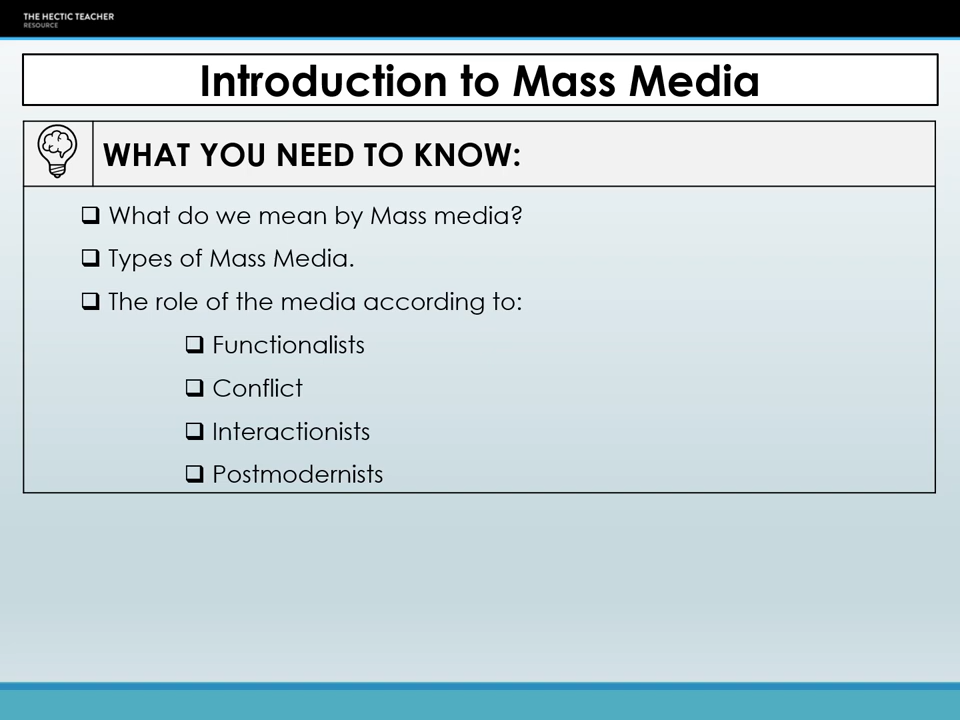 THE HECTIC TEACHER
RESOURCE
Introduction to Mass Media
WHAT YOU NEED TO KNOW:
What do we mean by Mass media?
Types of Mass Media.
The role of the media according to:
Functionalists
Conflict
Interactionists
Postmodernists